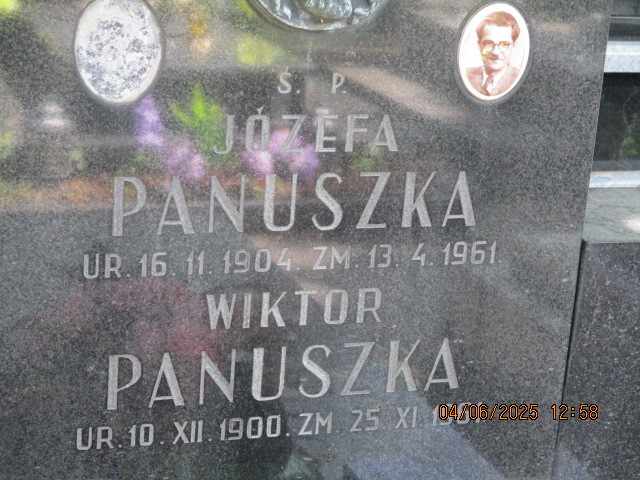 Ś. P.
JÓZEFA
PANUSZKA
UR. 16. 11. 1904. ZM. 13. 4. 1961.
WIKTOR
PANUSZKA
UR. 10. XII. 1900. ZM 25 XI
04/06/2025 12:58